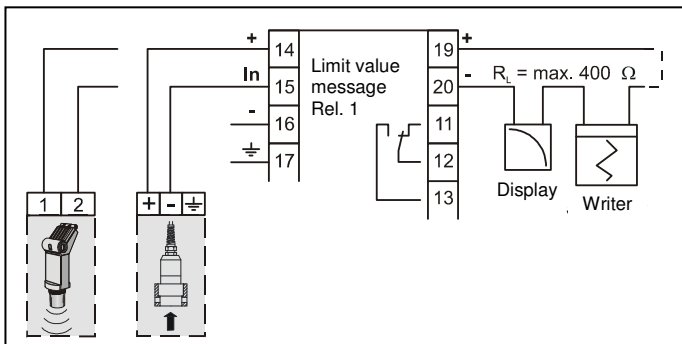 + 14
In 15
- 16
17
Limit value
message
Rel. 1
19 +
20 -
11
12
13
RL = max. 400 Ω
Display
Writer
1 2
+ -